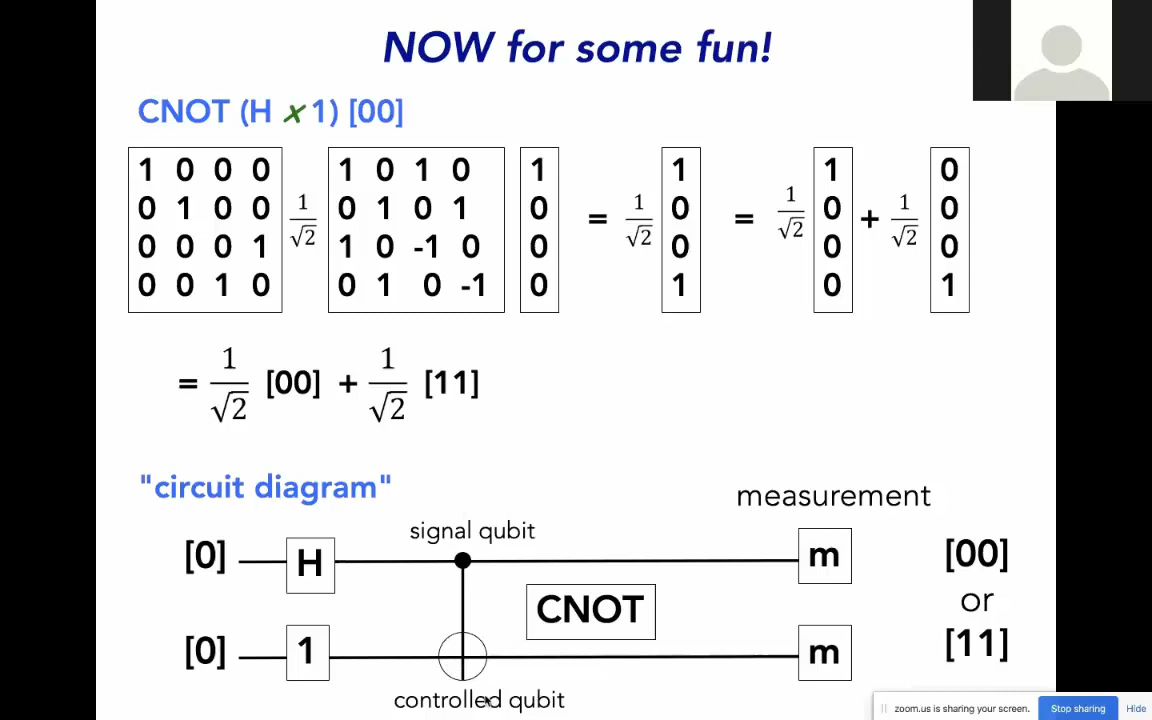 NOW for some fun!
CNOT (H x 1) [00]
1 0 0 0 1 0 1 0 1 1 1 0
0 1 0 0 1/√2 0 1 0 1 0 = 1/√2 0 = 1/√2 0 + 1/√2 0
0 0 0 1 1 0 -1 0 0 0 0 0
0 0 1 0 0 1 0 -1 0 1 0 1
= 1/√2 [00] + 1/√2 [11]
"circuit diagram"
measurement
signal qubit
[0] H m [00]
CNOT
or
[0] 1 m [11]
controlled qubit
zoom.us is sharing your screen. Stop sharing Hide